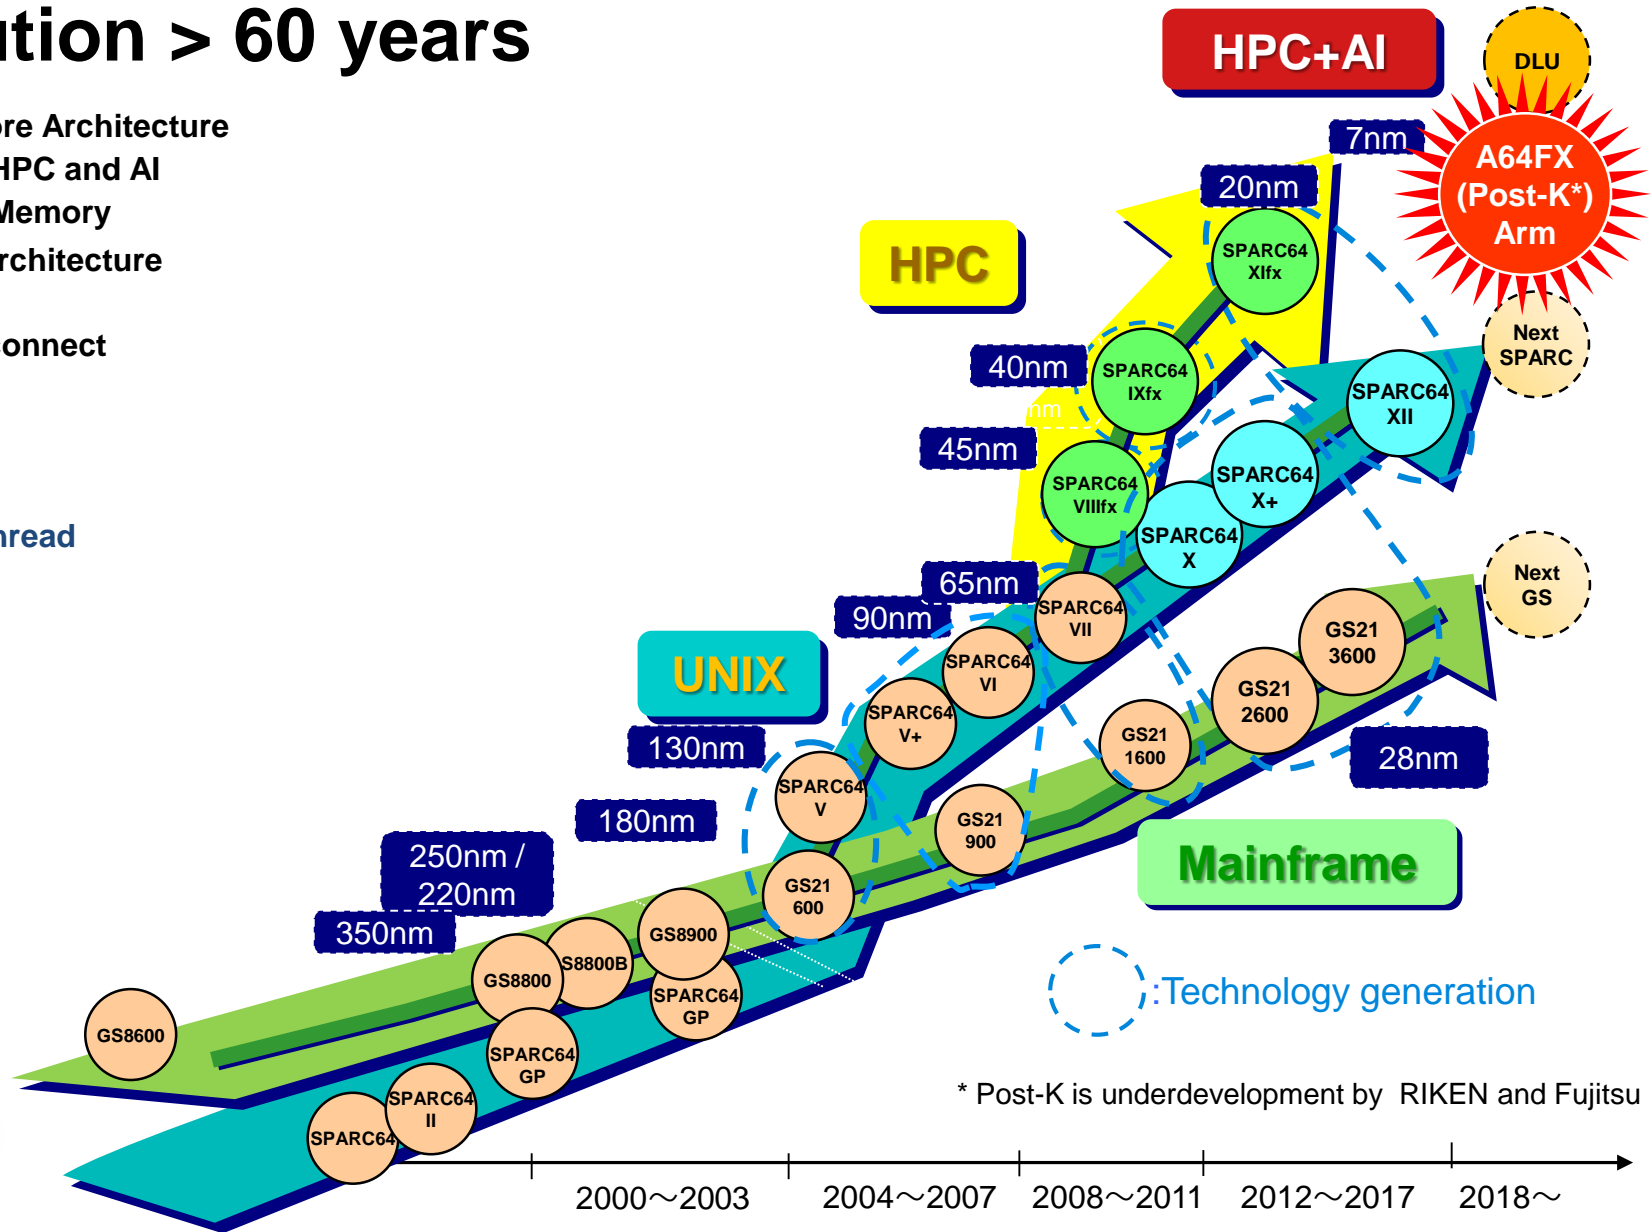 ution > 60 years
ore Architecture
HPC and AI
Memory
rchitecture
connect
hread
HPC+AI
DLU
7nm
A64FX
(Post-K*)
Arm
20nm
SPARC64
XIfx
HPC
Next
SPARC
40nm
SPARC64
IXfx
SPARC64
XII
nm
45nm
SPARC64
VIIIfx
SPARC64
X+
SPARC64
X
65nm
90nm
SPARC64
VII
Next
GS
GS21
3600
UNIX
SPARC64
VI
GS21
2600
SPARC64
V+
130nm
GS21
1600
28nm
SPARC64
V
180nm
GS21
900
250nm /
220nm
Mainframe
GS21
600
350nm
GS8900
GS8800
S8800B
SPARC64
GP
:Technology generation
GS8600
SPARC64
GP
SPARC64
II
SPARC64
* Post-K is underdevelopment by RIKEN and Fujitsu
2000～2003
2004～2007
2008～2011
2012～2017
2018～